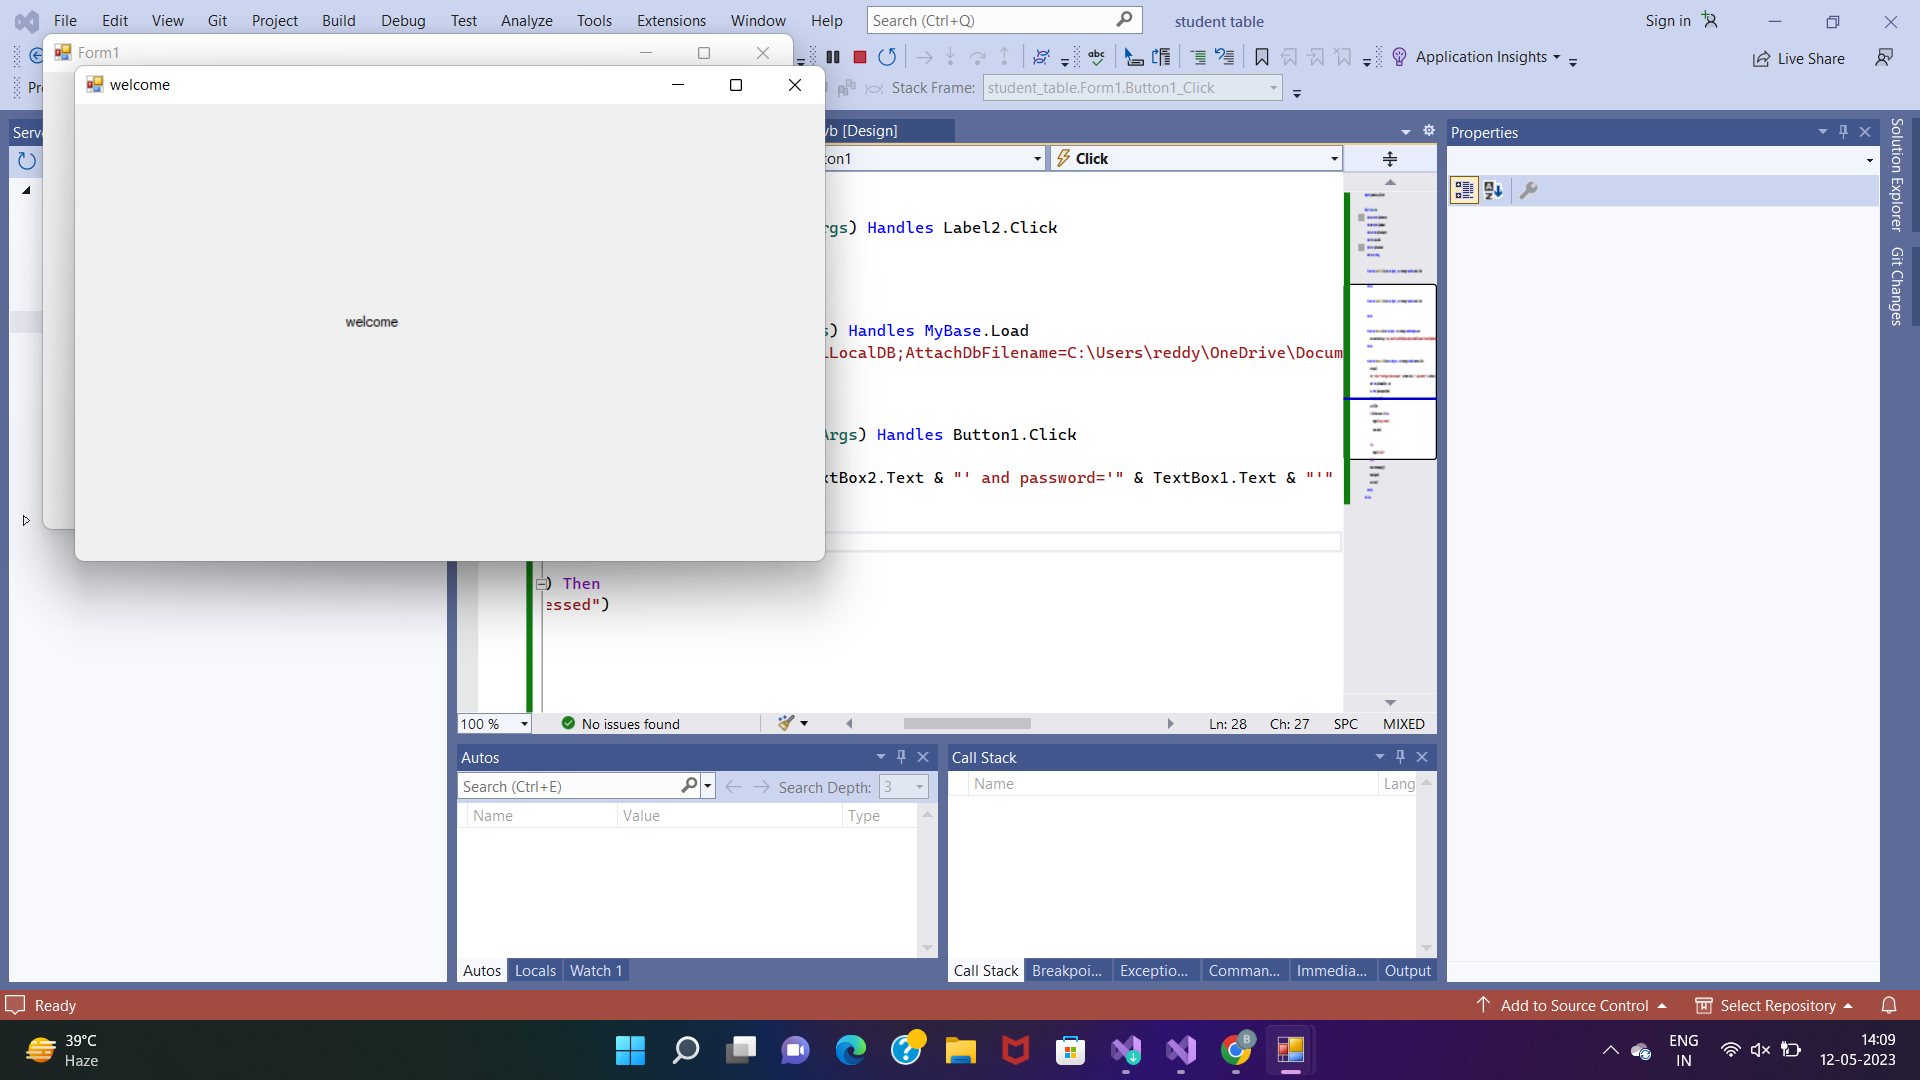 File Edit View Git Project Build Debug Test Analyze Tools Extensions Window Help Search (Ctrl+Q) student table Sign in
Form1
Application Insights Live Share
welcome
Stack Frame: student_table.Form1.Button1_Click
vb [Design]
Properties
Click
Handles Label2.Click
welcome
Handles MyBase.Load
LocalDB;AttachDbFilename=C:\Users\reddy\OneDrive\Docum
Args) Handles Button1.Click
xtBox2.Text & "' and password='" & TextBox1.Text & "'"
) Then
essed")
100 % No issues found Ln: 28 Ch: 27 SPC MIXED
Autos
Search (Ctrl+E) Search Depth: 3
Name Value Type
Autos Locals Watch 1
Call Stack
Name Lang
Call Stack Breakpoi... Exceptio... Comman... Immedia... Output
Solution Explorer
Git Changes
Ready Add to Source Control Select Repository
39°C
Haze
ENG
IN
14:09
12-05-2023